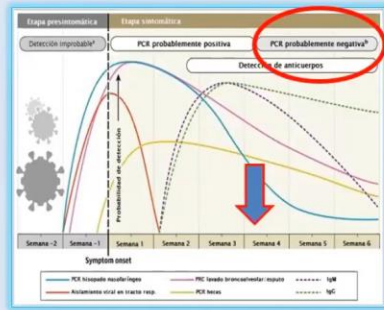 Etapa presintomática
Etapa sintomática
Detección improbableª
PCR probablemente positiva
PCR probablemente negativaᵇ
Detección de anticuerpos
Probabilidad de detección
Semana -2
Semana -1
Semana 1
Semana 2
Semana 3
Semana 4
Semana 5
Semana 6
Symptom onset
PCR hisopado nasofaríngeo
PRC lavado broncoalveolar/esputo
IgM
Aislamiento viral en tracto resp.
PCR heces
IgG